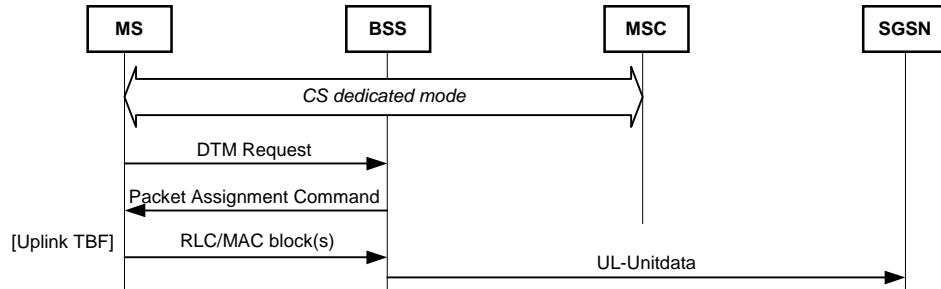 MS BSS MSC SGSN
CS dedicated mode
DTM Request
Packet Assignment Command
[Uplink TBF] RLC/MAC block(s)
UL-Unitdata